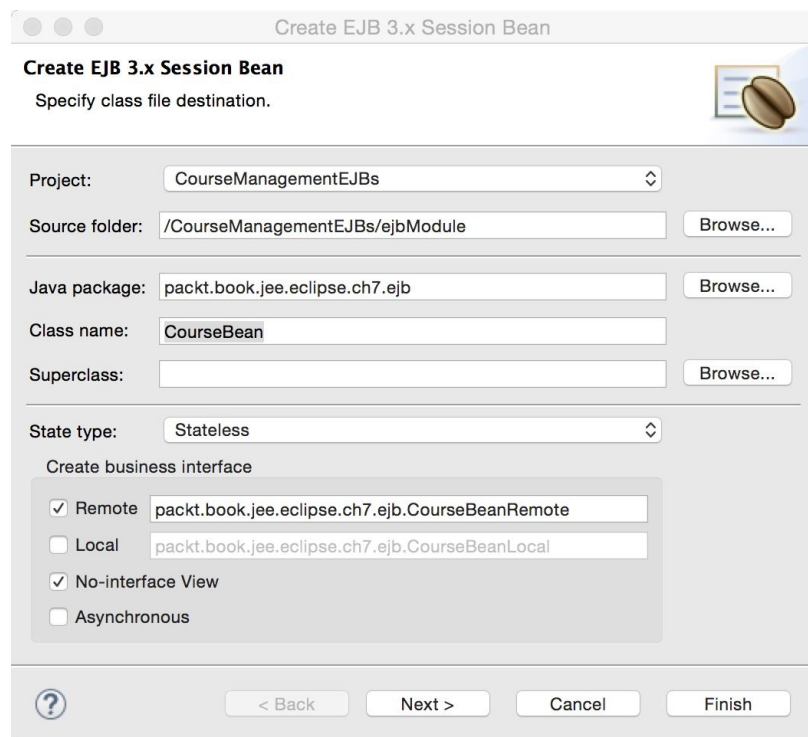 Create EJB 3.x Session Bean
Create EJB 3.x Session Bean
Specify class file destination.
Project: CourseManagementEJBs
Source folder: /CourseManagementEJBs/ejbModule Browse...
Java package: packt.book.jee.eclipse.ch7.ejb Browse...
Class name: CourseBean
Superclass: Browse...
State type: Stateless
Create business interface
Remote packt.book.jee.eclipse.ch7.ejb.CourseBeanRemote
Local packt.book.jee.eclipse.ch7.ejb.CourseBeanLocal
No-interface View
Asynchronous
? < Back Next > Cancel Finish